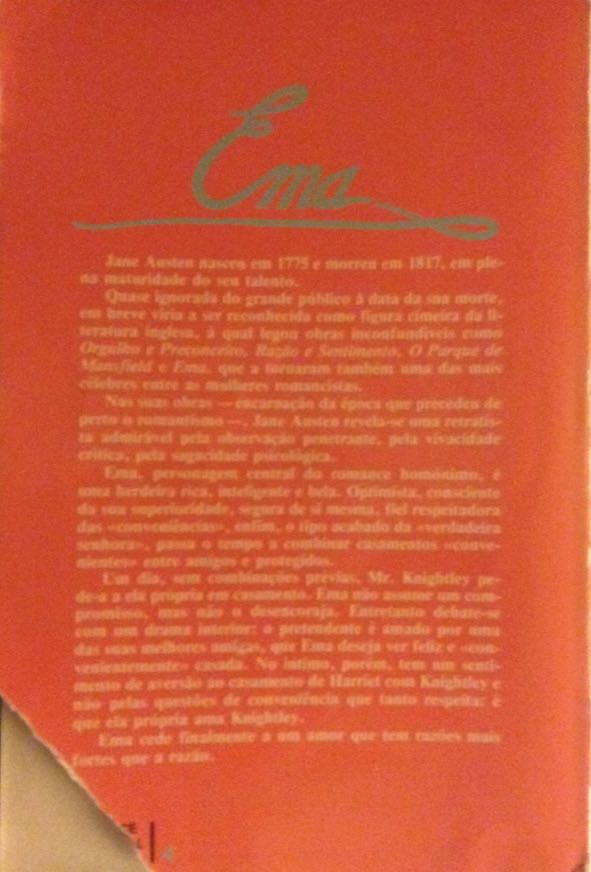 Ema
Jane Austen nasceu em 1775 e morreu em 1817, em ple-
na maturidade do seu talento.
Quase ignorada do grande público à data da sua morte,
em breve viria a ser reconhecida como figura cimeira da li-
teratura inglesa, à qual legou obras inconfundíveis como
Orgulho e Preconceito, Razão e Sentimento, O Parque de
Mansfield e Ema, que a tornaram também uma das mais
célebres entre as mulheres romancistas.
Nas suas obras — encarnação da época que precedeu de
perto o romantismo —, Jane Austen revela-se uma retratis-
ta admirável pela observação penetrante, pela vivacidade
crítica, pela sagacidade psicológica.
Ema, personagem central do romance homónimo, é
uma herdeira rica, inteligente e bela. Optimista, consciente
da sua superioridade, segura de si mesma, fiel respeitadora
das «conveniências», enfim, o tipo acabado da «verdadeira
senhora», passa o tempo a combinar casamentos «conve-
nientes» entre amigos e protegidos.
Um dia, sem combinações prévias, Mr. Knightley pe-
de-a a ela própria em casamento. Ema não assume um com-
promisso, mas não o desencoraja. Entretanto debate-se
com um drama interior: o pretendente é amado por uma
das suas melhores amigas, que Ema deseja ver feliz e «con-
venientemente» casada. No íntimo, porém, tem um senti-
mento de aversão ao casamento de Harriet com Knightley e
não pelas questões de conveniência que tanto respeita: é
que ela própria ama Knightley.
Ema cede finalmente a um amor que tem razões mais
fortes que a razão.
4